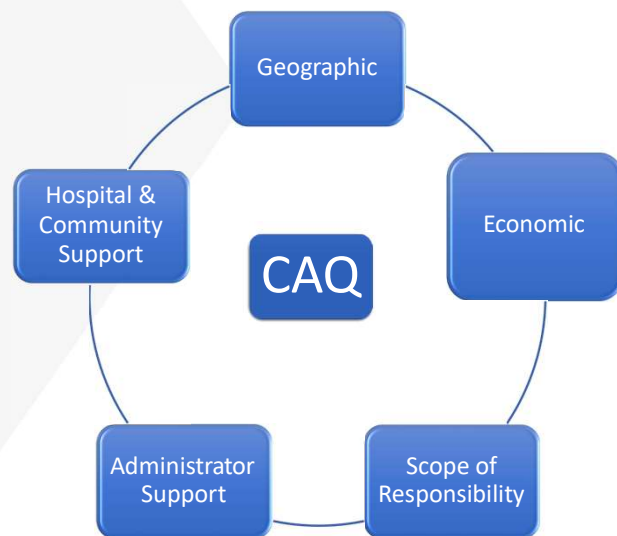 Geographic
Economic
Scope of
Responsibility
Administrator
Support
Hospital &
Community
Support
CAQ